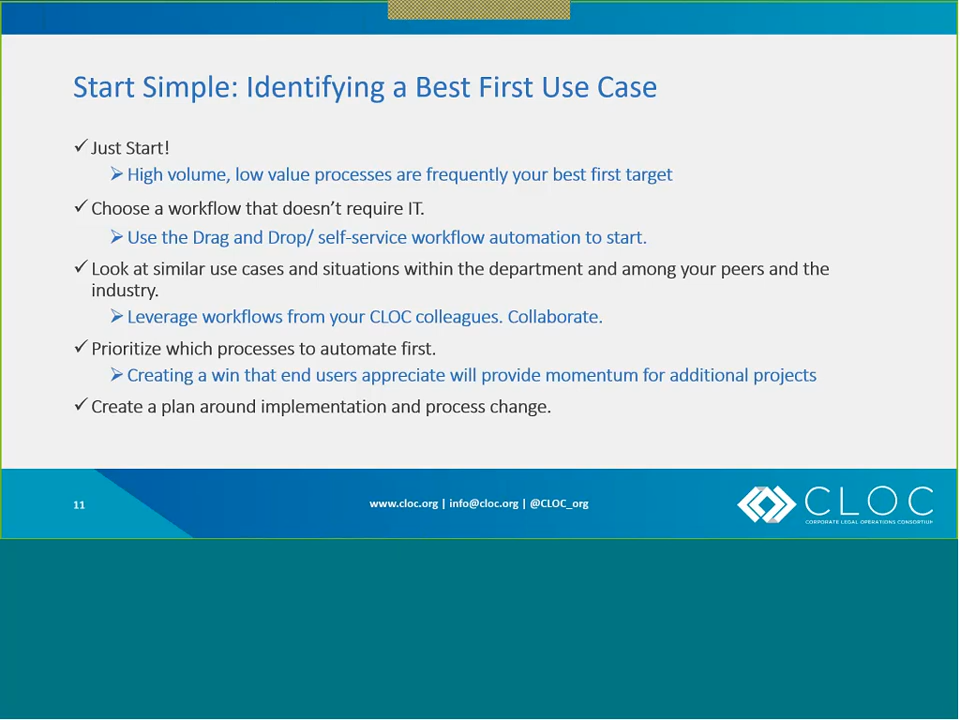 Start Simple: Identifying a Best First Use Case
✓ Just Start!
➢ High volume, low value processes are frequently your best first target
✓ Choose a workflow that doesn't require IT.
➢ Use the Drag and Drop/ self-service workflow automation to start.
✓ Look at similar use cases and situations within the department and among your peers and the
industry.
➢ Leverage workflows from your CLOC colleagues. Collaborate.
✓ Prioritize which processes to automate first.
➢ Creating a win that end users appreciate will provide momentum for additional projects
✓ Create a plan around implementation and process change.
11
www.cloc.org | info@cloc.org | @CLOC_org
CLOC
CORPORATE LEGAL OPERATIONS CONSORTIUM